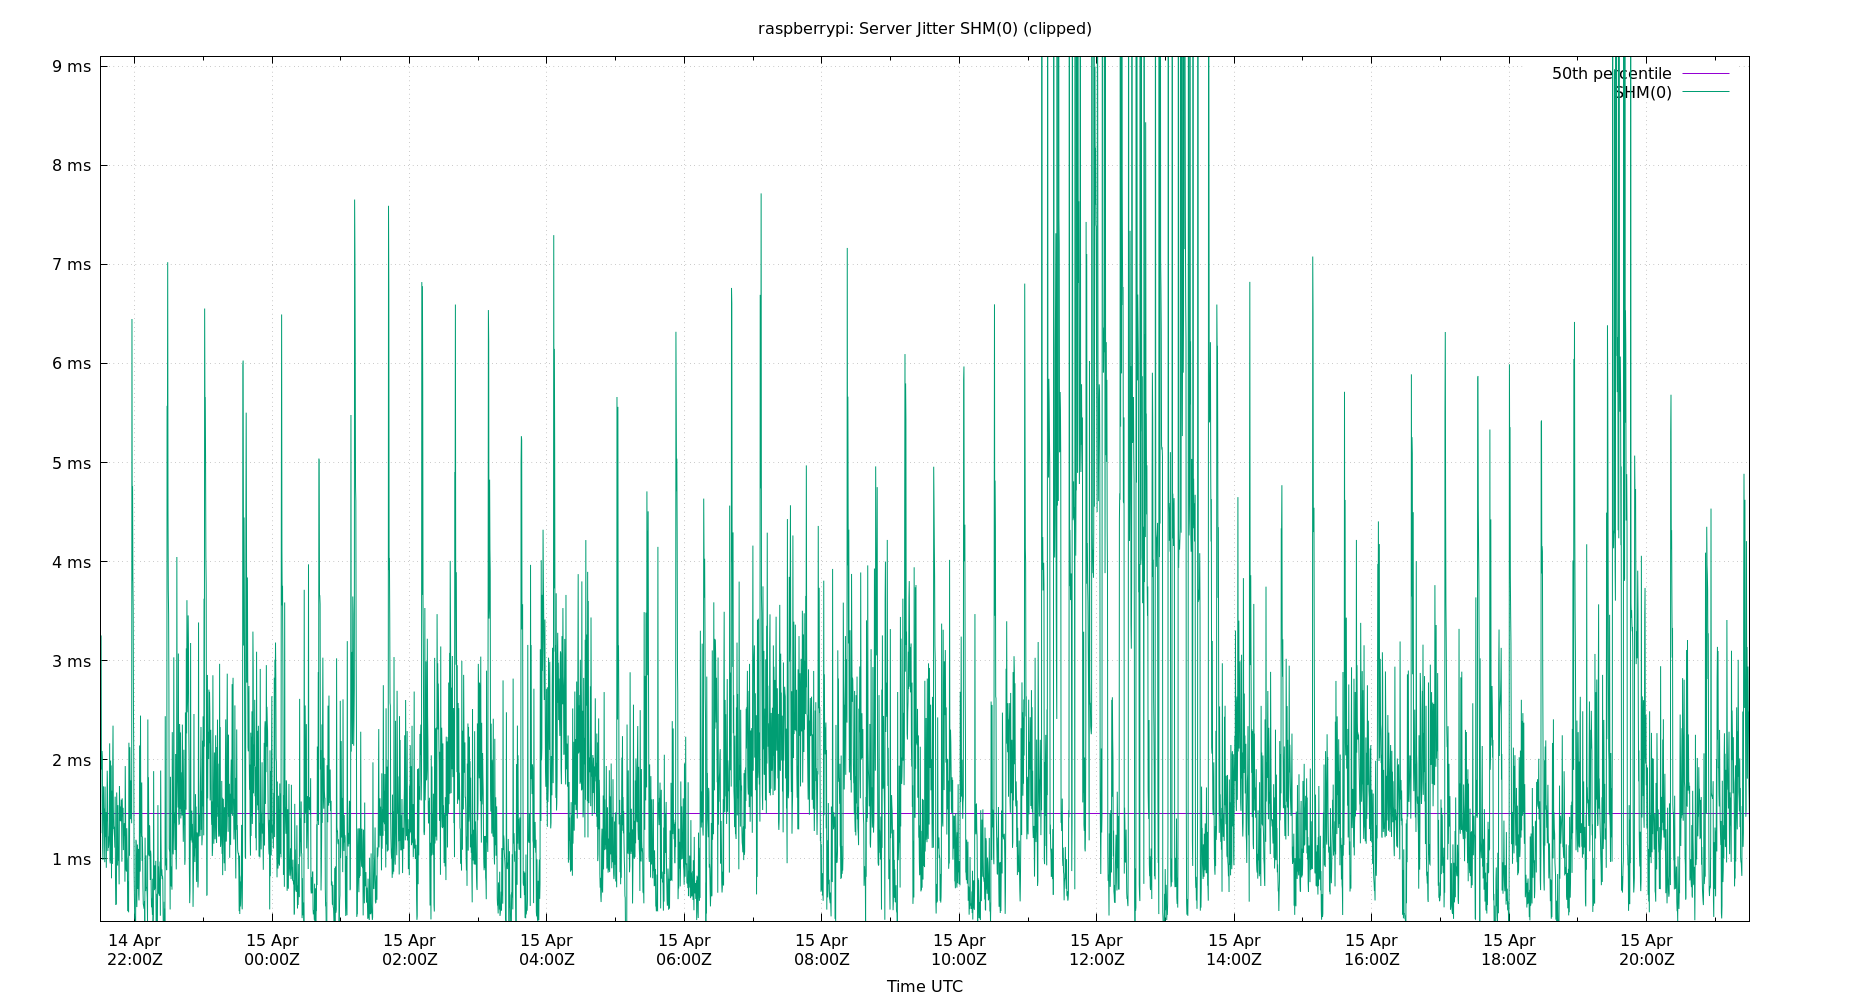 raspberrypi: Server Jitter SHM(0) (clipped)
9 ms
50th percentile
SHM(0)
8 ms
7 ms
6 ms
5 ms
4 ms
3 ms
2 ms
1 ms
14 Apr 15 Apr 15 Apr 15 Apr 15 Apr 15 Apr 15 Apr 15 Apr 15 Apr 15 Apr 15 Apr 15 Apr
22:00Z 00:00Z 02:00Z 04:00Z 06:00Z 08:00Z 10:00Z 12:00Z 14:00Z 16:00Z 18:00Z 20:00Z
Time UTC